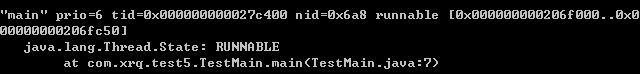 "main" prio=6 tid=0x000000000027c400 nid=0x6a8 runnable [0x000000000206f000..0x0
00000000206fc50]
java.lang.Thread.State: RUNNABLE
at com.xrq.test5.TestMain.main(TestMain.java:7)